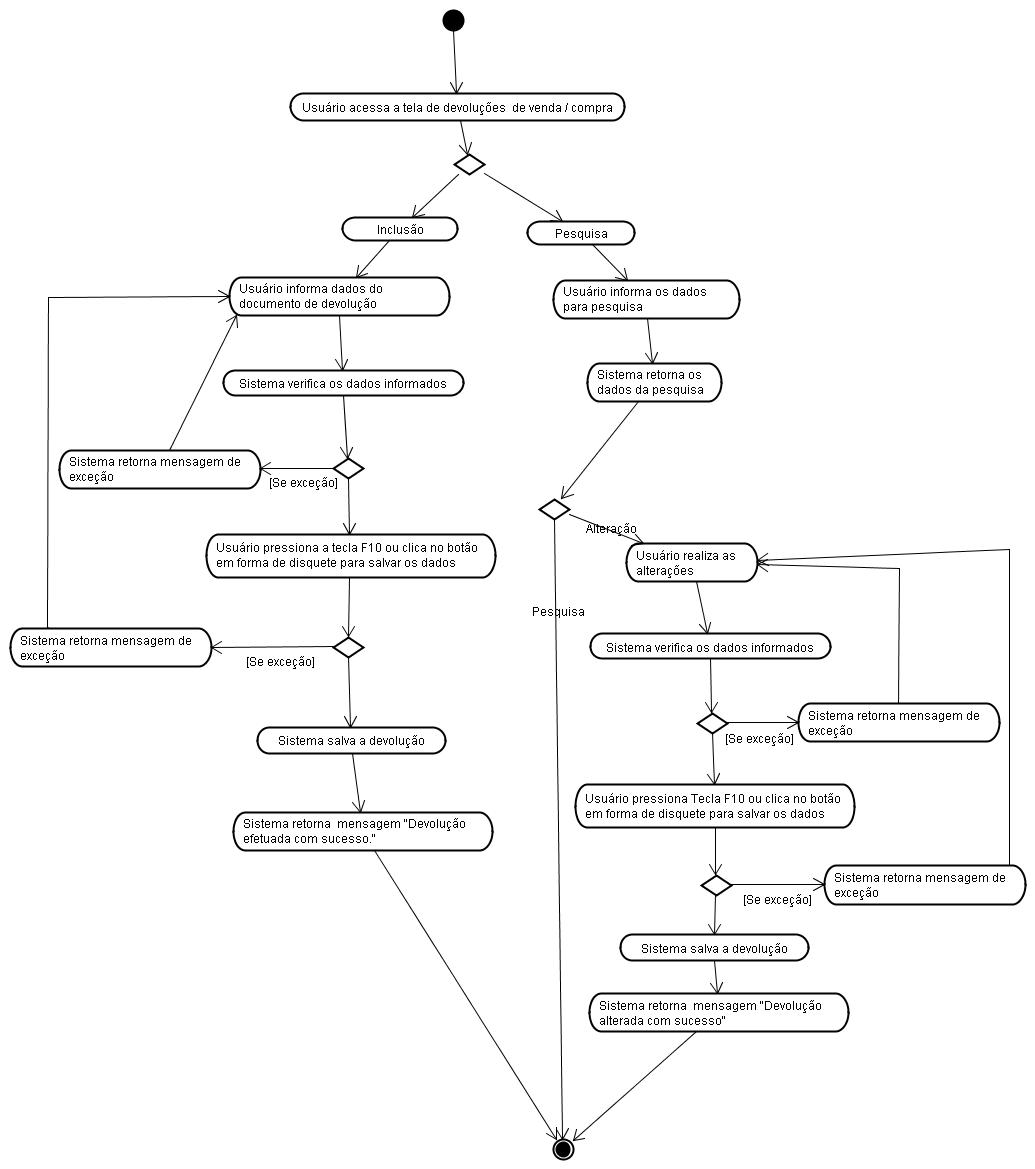 Usuário acessa a tela de devoluções de venda / compra
Inclusão
Pesquisa
Usuário informa dados do
documento de devolução
Usuário informa os dados
para pesquisa
Sistema verifica os dados informados
Sistema retorna os
dados da pesquisa
Sistema retorna mensagem de
exceção
[Se exceção]
Alteração
Usuário pressiona a tecla F10 ou clica no botão
em forma de disquete para salvar os dados
Usuário realiza as
alterações
Pesquisa
Sistema retorna mensagem de
exceção
[Se exceção]
Sistema verifica os dados informados
Sistema retorna mensagem de
exceção
[Se exceção]
Sistema salva a devolução
Usuário pressiona Tecla F10 ou clica no botão
em forma de disquete para salvar os dados
Sistema retorna mensagem "Devolução
efetuada com sucesso."
Sistema retorna mensagem de
exceção
[Se exceção]
Sistema salva a devolução
Sistema retorna mensagem "Devolução
alterada com sucesso"